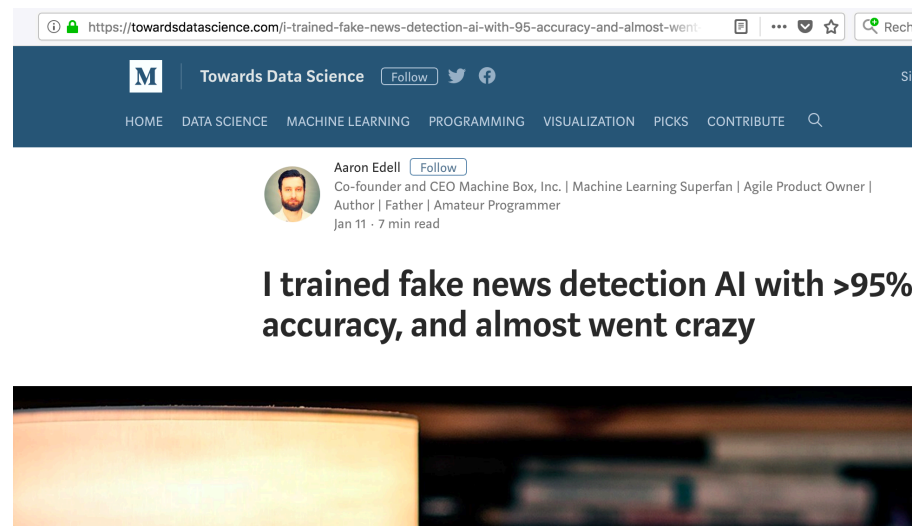 https://towardsdatascience.com/i-trained-fake-news-detection-ai-with-95-accuracy-and-almost-went-
Rech
M
Towards Data Science Follow
Si
HOME DATA SCIENCE MACHINE LEARNING PROGRAMMING VISUALIZATION PICKS CONTRIBUTE
Aaron Edell Follow
Co-founder and CEO Machine Box, Inc. | Machine Learning Superfan | Agile Product Owner |
Author | Father | Amateur Programmer
Jan 11 · 7 min read
I trained fake news detection AI with >95%
accuracy, and almost went crazy